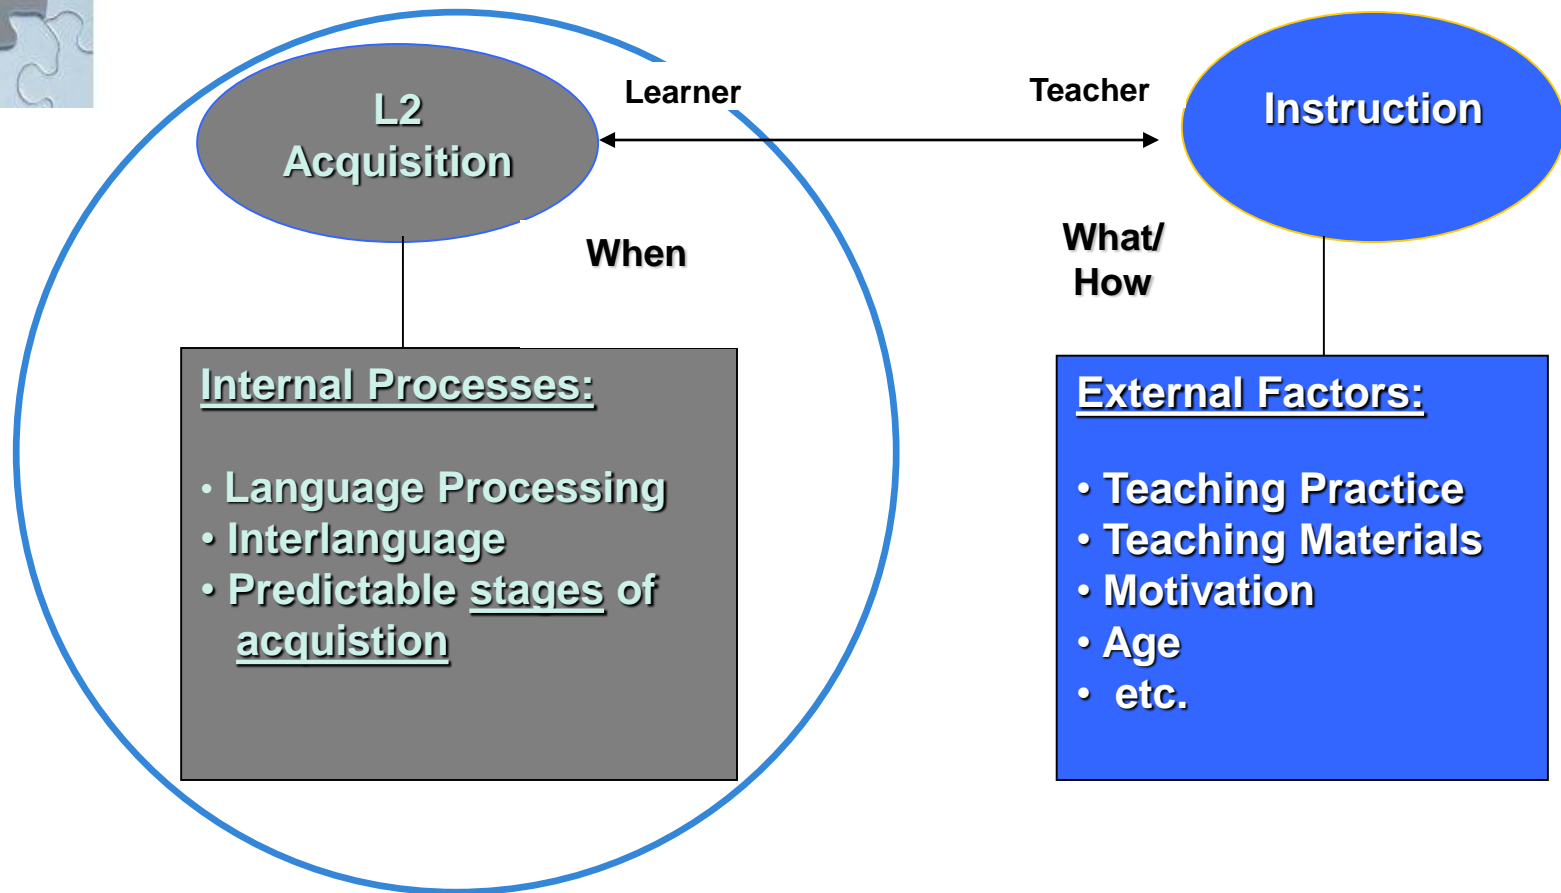 L2
Acquisition
Learner
Teacher
Instruction
When
What/
How
Internal Processes:
• Language Processing
• Interlanguage
• Predictable stages of
acquistion
External Factors:
• Teaching Practice
• Teaching Materials
• Motivation
• Age
• etc.